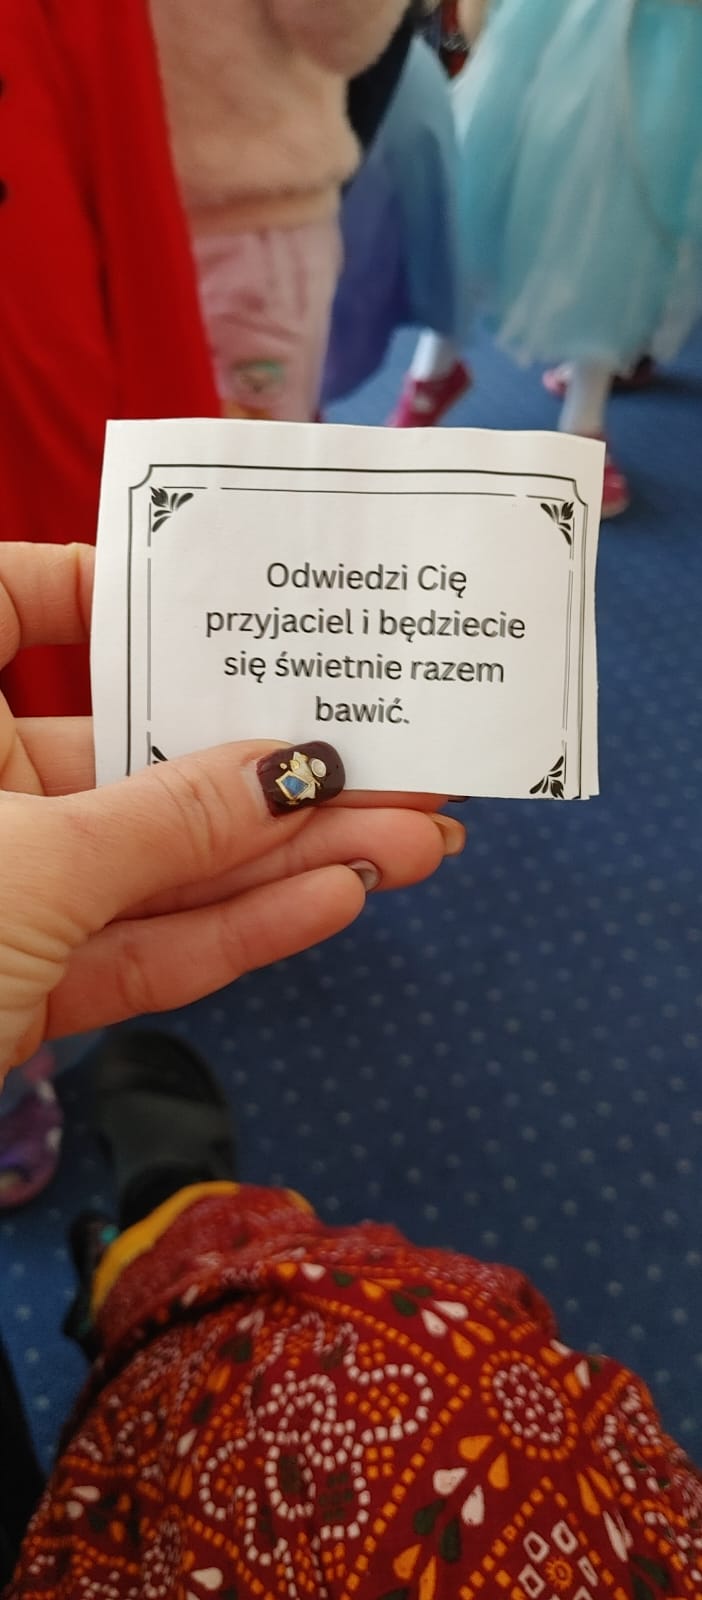 Odwiedzi Cię
przyjaciel i będziecie
się świetnie razem
bawić.